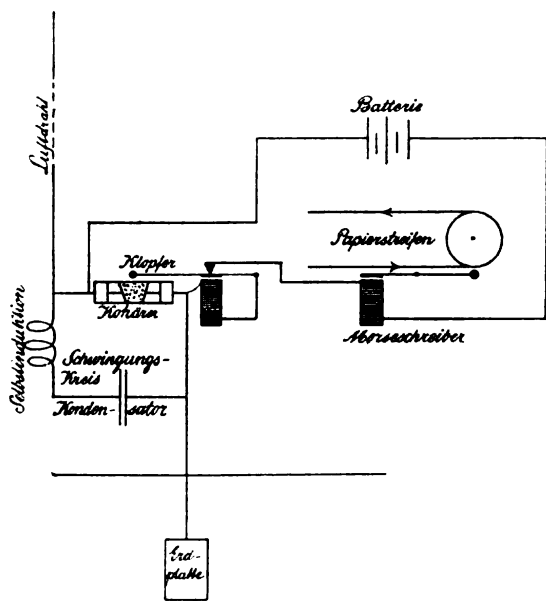 Luftdraht
Batterie
Papierstreifen
Klopfer
Kohärer
Morseschreiber
Selbstinduktion
Schwingungs-
Kreis
Konden-
sator
Erd-
platte